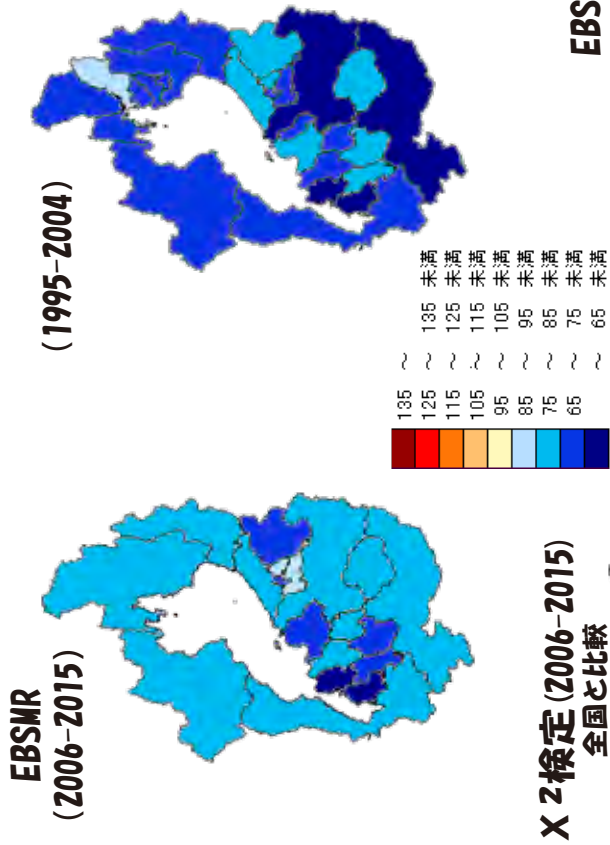 EBSMR
(2006-2015)
(1995-2004)
135 ～
125 ～ 135 未満
115 ～ 125 未満
105 ～ 115 未満
95 ～ 105 未満
85 ～ 95 未満
75 ～ 85 未満
65 ～ 75 未満
～ 65 未満
X2検定(2006-2015)
全国と比較
EBS